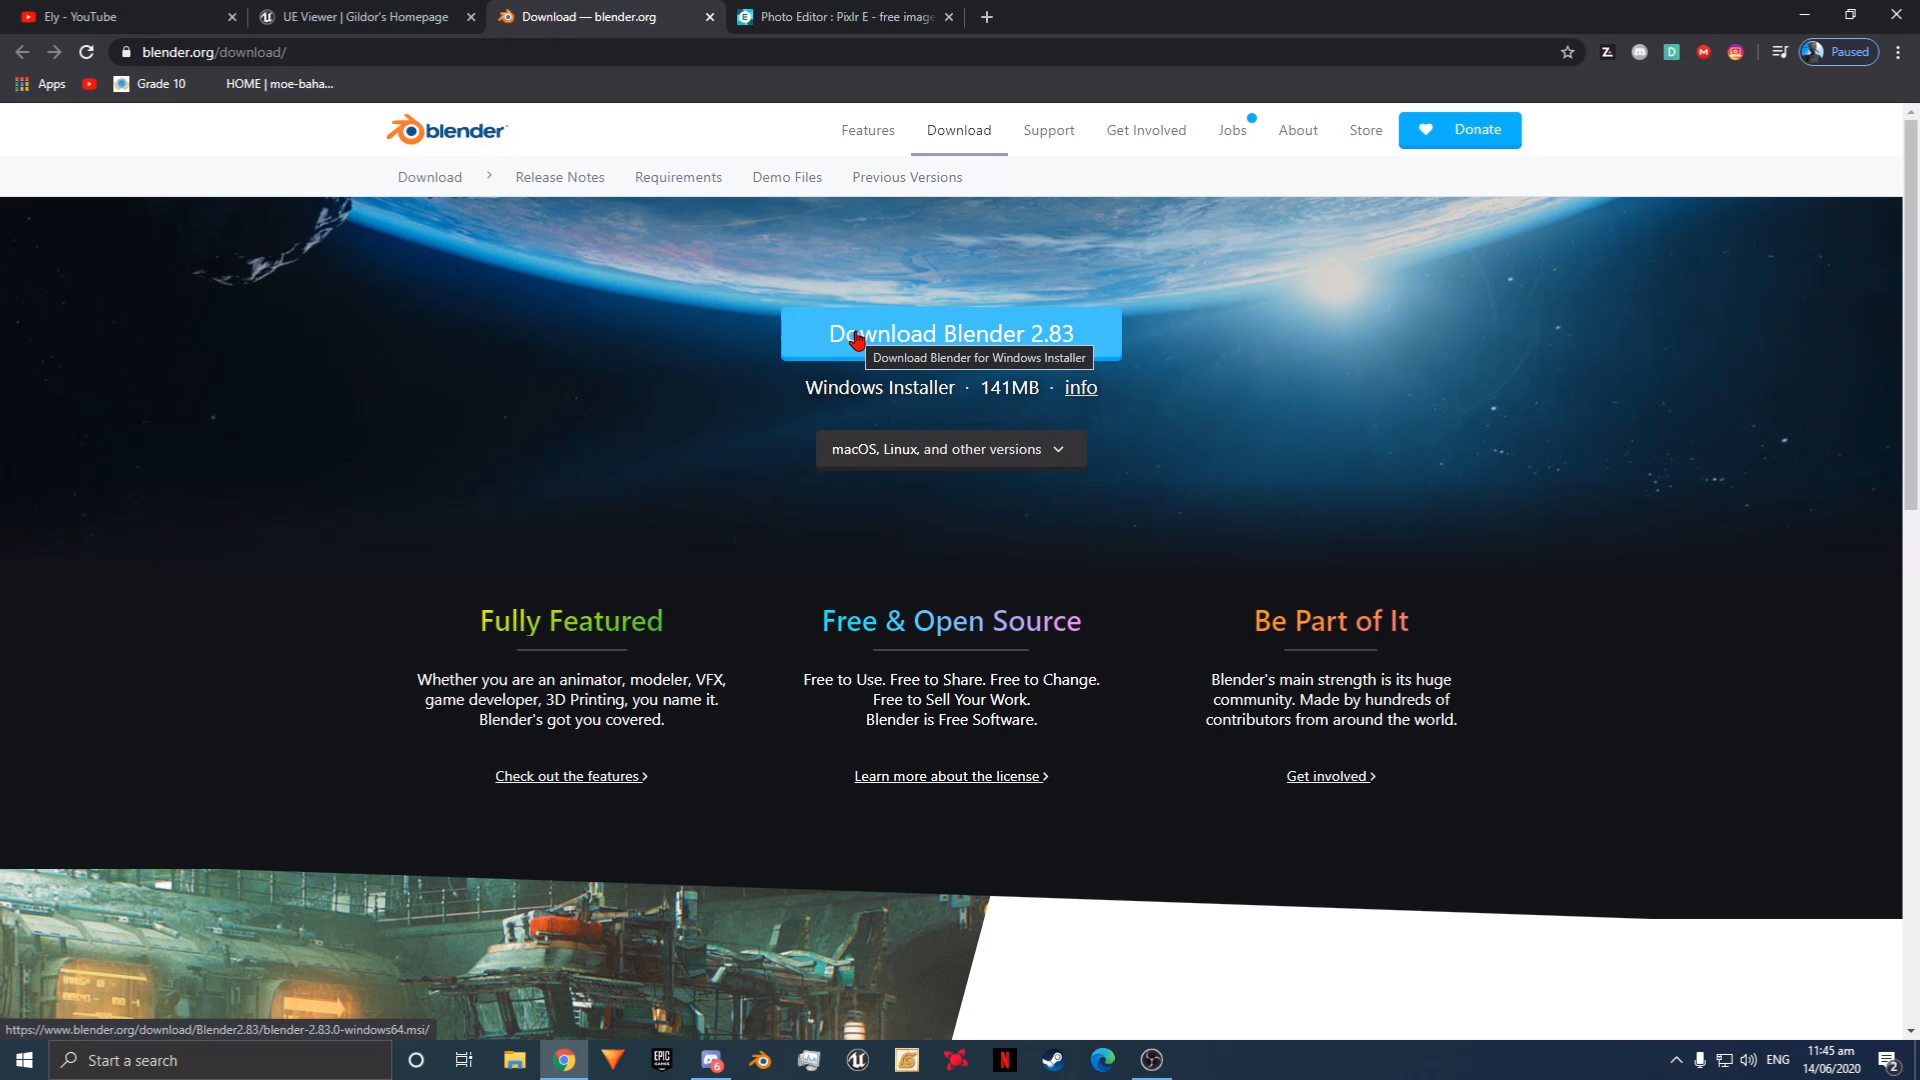 Ely - YouTube
UE Viewer | Gildor's Homepage
Download — blender.org
Photo Editor : Pixlr E - free image
blender.org/download/
Paused
Apps
Grade 10
HOME | moe-baha...
blender
Features
Download
Support
Get Involved
Jobs
About
Store
Donate
Download
Release Notes
Requirements
Demo Files
Previous Versions
Download Blender 2.83
Download Blender for Windows Installer
Windows Installer · 141MB · info
macOS, Linux, and other versions
Fully Featured
Whether you are an animator, modeler, VFX,
game developer, 3D Printing, you name it.
Blender's got you covered.
Check out the features
Free & Open Source
Free to Use. Free to Share. Free to Change.
Free to Sell Your Work.
Blender is Free Software.
Learn more about the license
Be Part of It
Blender's main strength is its huge
community. Made by hundreds of
contributors from around the world.
Get involved
https://www.blender.org/download/Blender2.83/blender-2.83.0-windows64.msi/
Start a search
EPIC
GAMES
6
N
ENG
11:45 am
14/06/2020
2